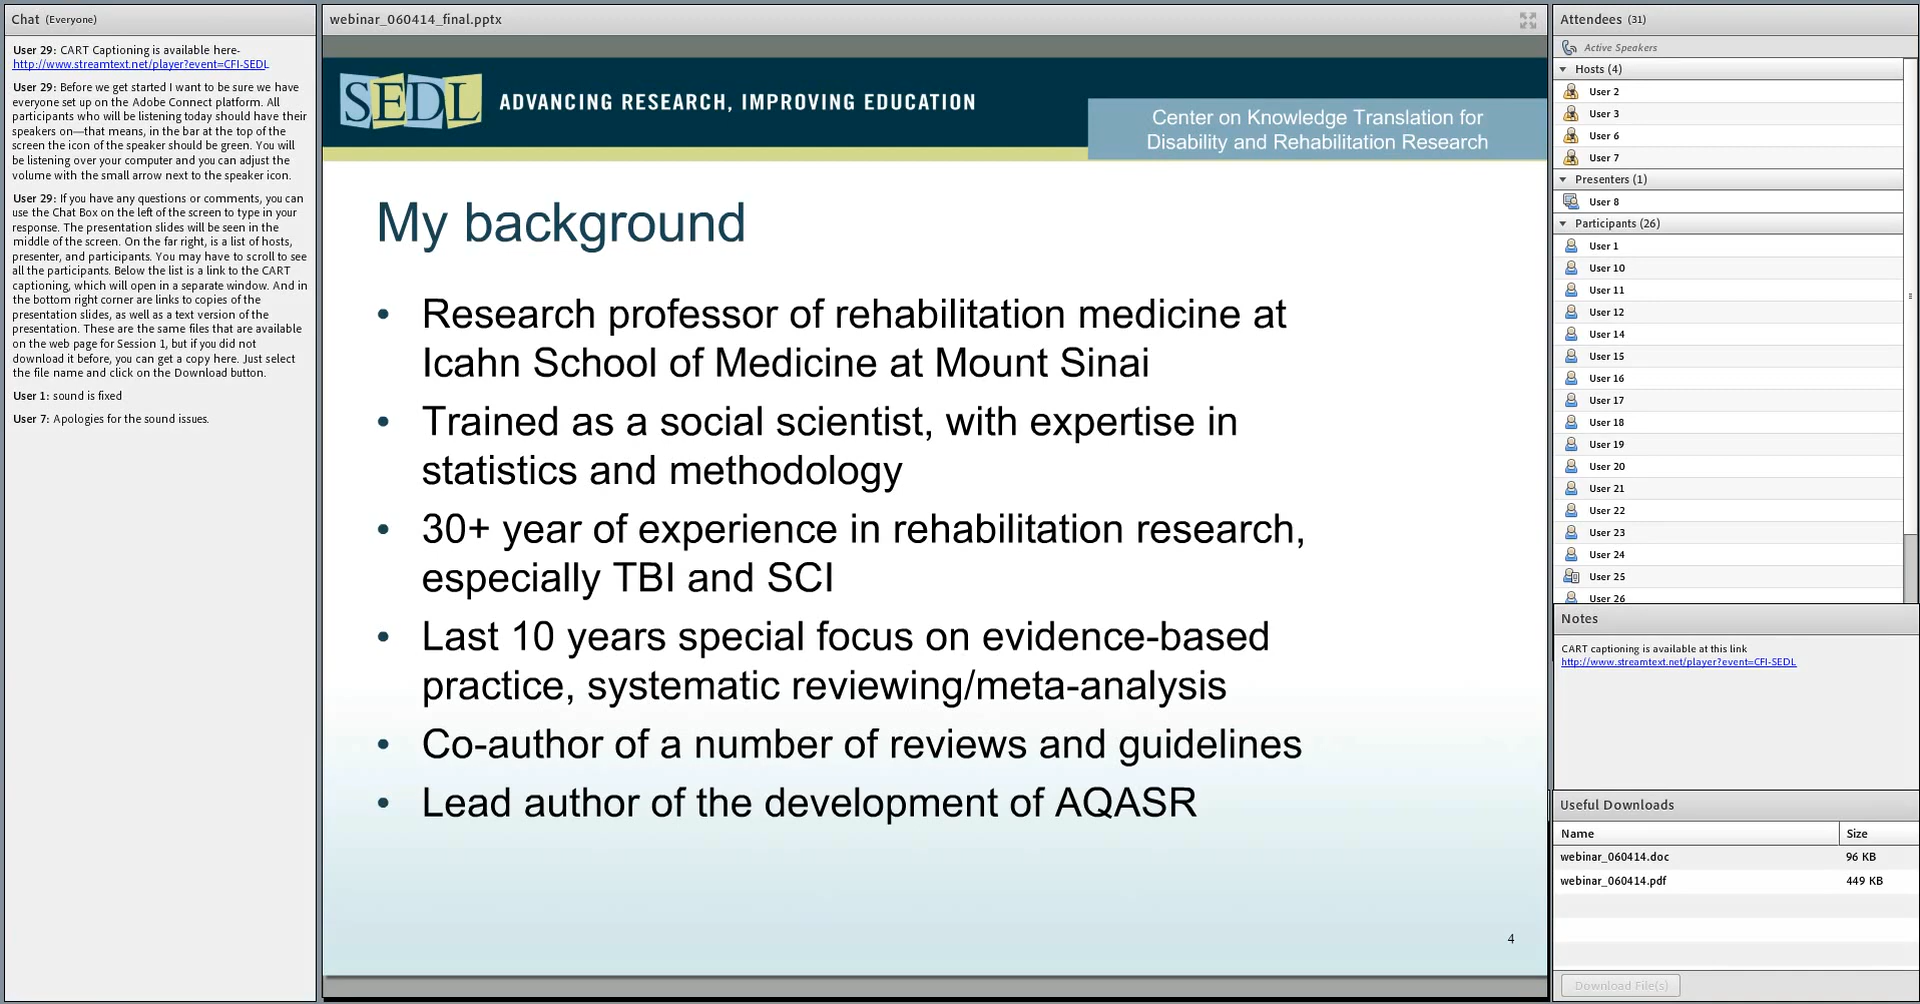 Chat (Everyone)
User 29: CART Captioning is available here-
http://www.streamtext.net/player?event=CFI-SEDL
User 29: Before we get started I want to be sure we have
everyone set up on the Adobe Connect platform. All
participants who will be listening today should have their
speakers on—that means, in the bar at the top of the
screen the icon of the speaker should be green. You will
be listening over your computer and you can adjust the
volume with the small arrow next to the speaker icon.
User 29: If you have any questions or comments, you can
use the Chat Box on the left of the screen to type in your
response. The presentation slides will be seen in the
middle of the screen. On the far right, is a list of hosts,
presenter, and participants. You may have to scroll to see
all the participants. Below the list is a link to the CART
captioning, which will open in a separate window. And in
the bottom right corner are links to copies of the
presentation slides, as well as a text version of the
presentation. These are the same files that are available
on the web page for Session 1, but if you did not
download it before, you can get a copy here. Just select
the file name and click on the Download button.
User 1: sound is fixed
User 7: Apologies for the sound issues.
webinar_060414_final.pptx
SEDL ADVANCING RESEARCH, IMPROVING EDUCATION
Center on Knowledge Translation for
Disability and Rehabilitation Research
My background
• Research professor of rehabilitation medicine at
Icahn School of Medicine at Mount Sinai
• Trained as a social scientist, with expertise in
statistics and methodology
• 30+ year of experience in rehabilitation research,
especially TBI and SCI
• Last 10 years special focus on evidence-based
practice, systematic reviewing/meta-analysis
• Co-author of a number of reviews and guidelines
• Lead author of the development of AQASR
4
Attendees (31)
Active Speakers
Hosts (4)
User 2
User 3
User 6
User 7
Presenters (1)
User 8
Participants (26)
User 1
User 10
User 11
User 12
User 14
User 15
User 16
User 17
User 18
User 19
User 20
User 21
User 22
User 23
User 24
User 25
User 26
Notes
CART captioning is available at this link
http://www.streamtext.net/player?event=CFI-SEDL
Useful Downloads
Name Size
webinar_060414.doc 96 KB
webinar_060414.pdf 449 KB
Download File(s)